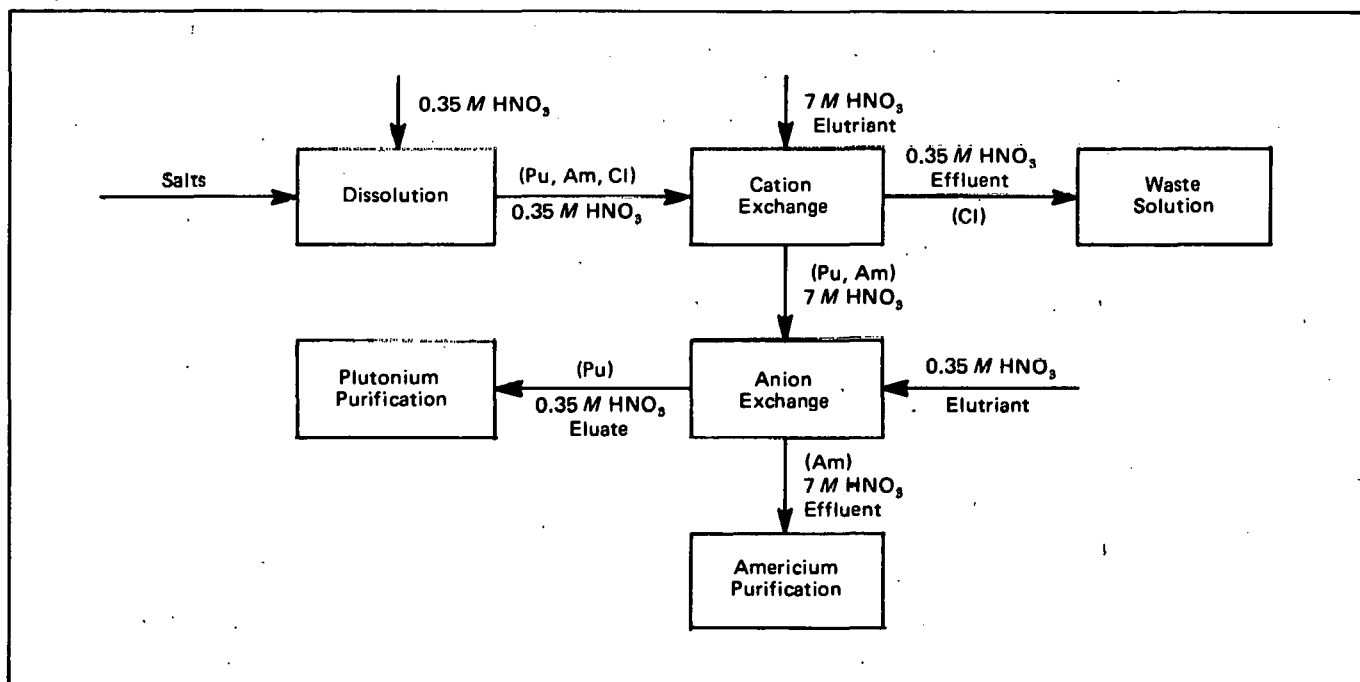 0.35 M HNO₃
7 M HNO₃
Elutriant
Salts
Dissolution
(Pu, Am, Cl)
0.35 M HNO₃
Cation
Exchange
0.35 M HNO₃
Effluent
(Cl)
Waste
Solution
(Pu, Am)
7 M HNO₃
Plutonium
Purification
(Pu)
0.35 M HNO₃
Eluate
Anion
Exchange
0.35 M HNO₃
Elutriant
(Am)
7 M HNO₃
Effluent
Americium
Purification